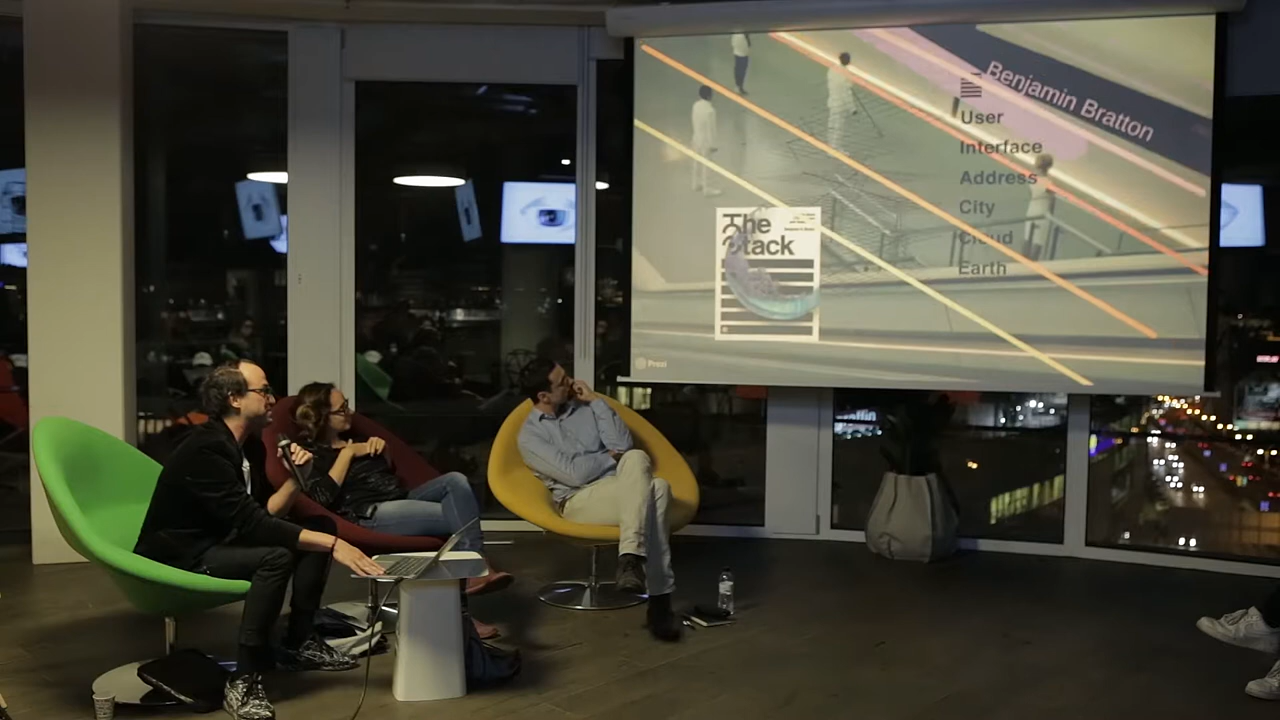 Benjamin Bratton
User
Interface
Address
City
Cloud
Earth
The
Stack
Prezi